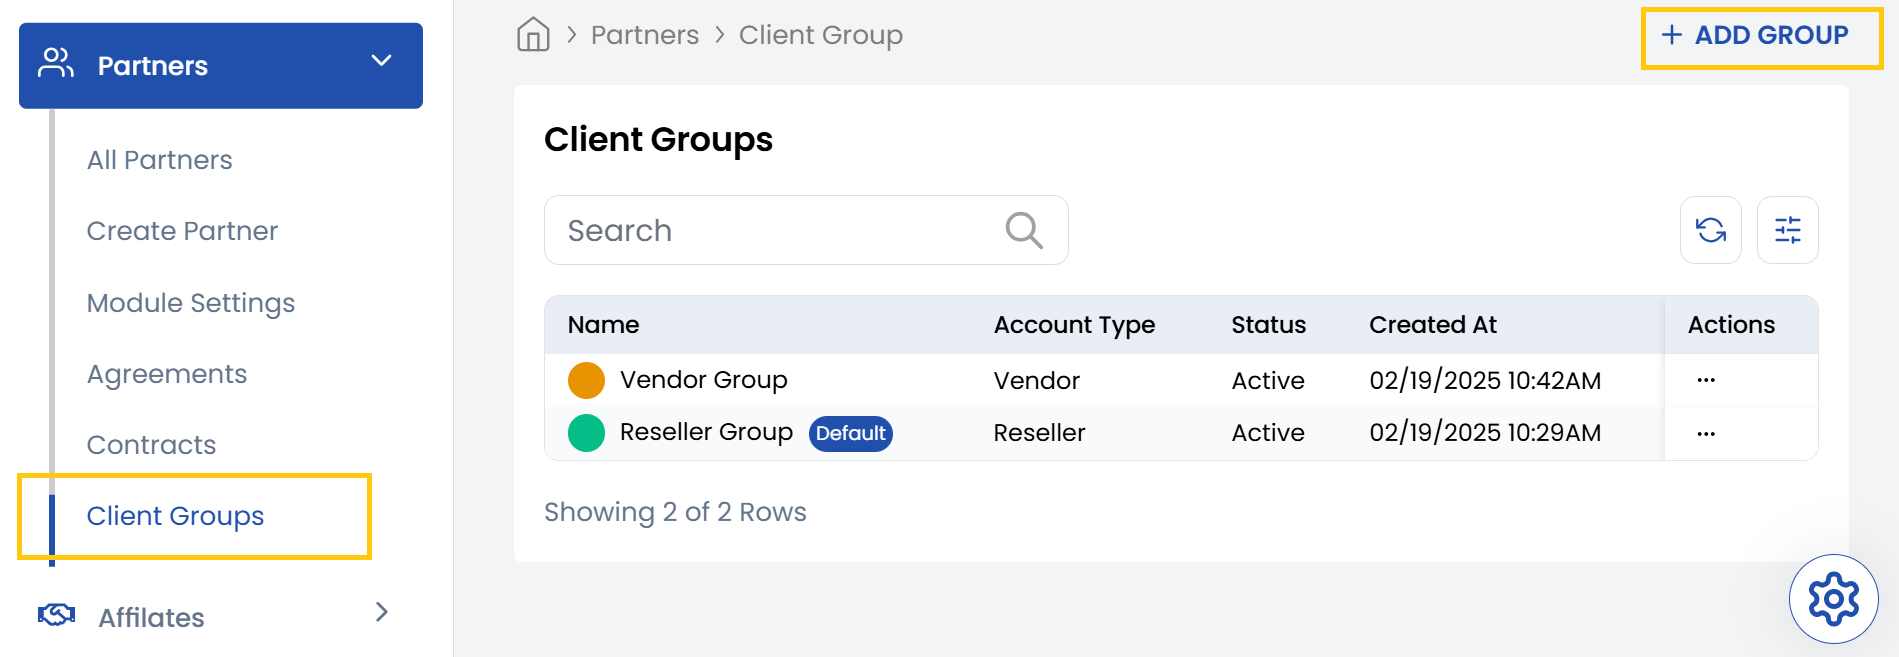 Partners
All Partners
Create Partner
Module Settings
Agreements
Contracts
Client Groups
Affilates
Partners Client Group
+ ADD GROUP
Client Groups
Search
Name Account Type Status Created At Actions
Vendor Group Vendor Active 02/19/2025 10:42AM ...
Reseller Group Default Reseller Active 02/19/2025 10:29AM ...
Showing 2 of 2 Rows